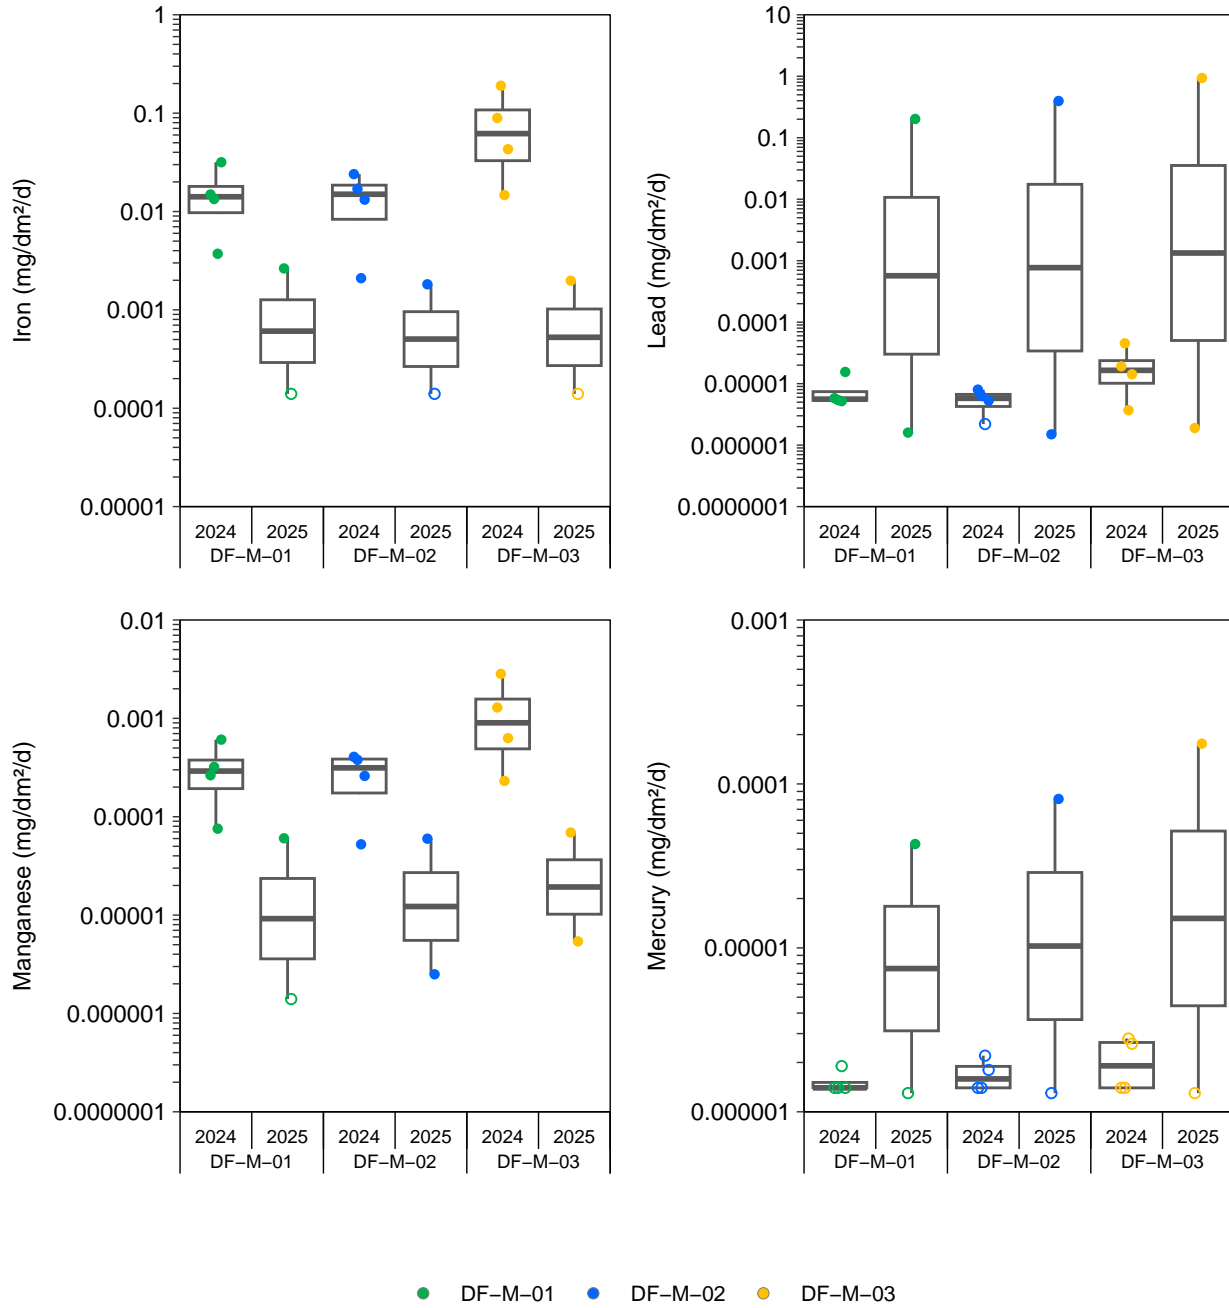 Iron (mg/dm²/d)
1
0.1
0.01
0.001
0.0001
0.00001
2024 2025 2024 2025 2024 2025
DF−M−01 DF−M−02 DF−M−03
Lead (mg/dm²/d)
10
1
0.1
0.01
0.001
0.0001
0.00001
0.000001
0.0000001
2024 2025 2024 2025 2024 2025
DF−M−01 DF−M−02 DF−M−03
Manganese (mg/dm²/d)
0.01
0.001
0.0001
0.00001
0.000001
0.0000001
2024 2025 2024 2025 2024 2025
DF−M−01 DF−M−02 DF−M−03
Mercury (mg/dm²/d)
0.001
0.0001
0.00001
0.000001
2024 2025 2024 2025 2024 2025
DF−M−01 DF−M−02 DF−M−03
DF−M−01 DF−M−02 DF−M−03